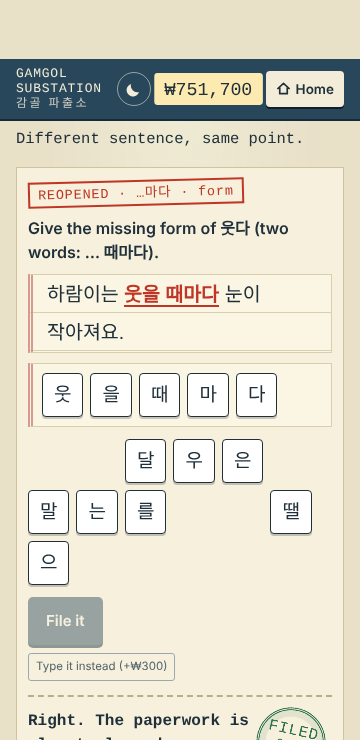 GAMGOL
SUBSTATION
감골 파출소
₩751,700
Home
Different sentence, same point.
REOPENED · …마다 · form
Give the missing form of 웃다 (two
words: … 때마다).
하람이는 웃을 때마다 눈이
작아져요.
웃 을 때 마 다
달 우 은
말 는 를 땔
으
File it
Type it instead (+₩300)
Right. The paperwork is
FILED